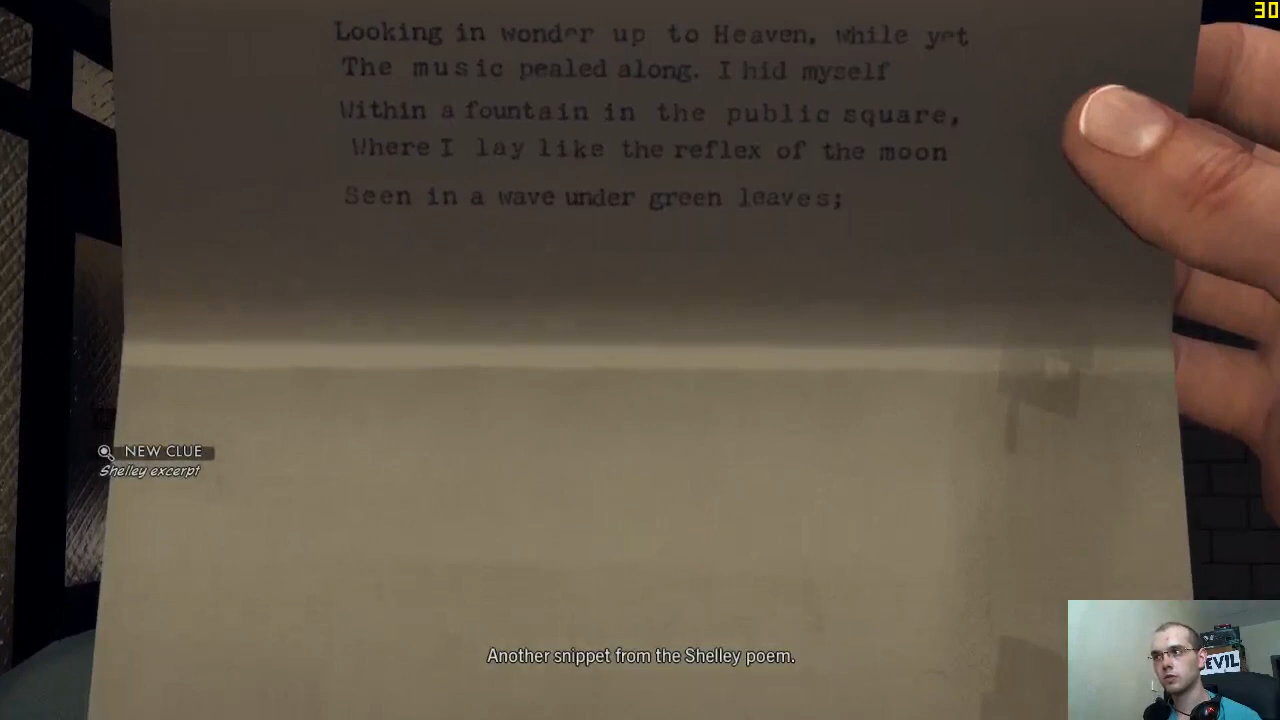 30
Looking in wonder up to Heaven, while yet
The music pealed along. I hid myself
Within a fountain in the public square,
Where I lay like the reflex of the moon
Seen in a wave under green leaves;
NEW CLUE
Shelley excerpt
Another snippet from the Shelley poem.
EVIL